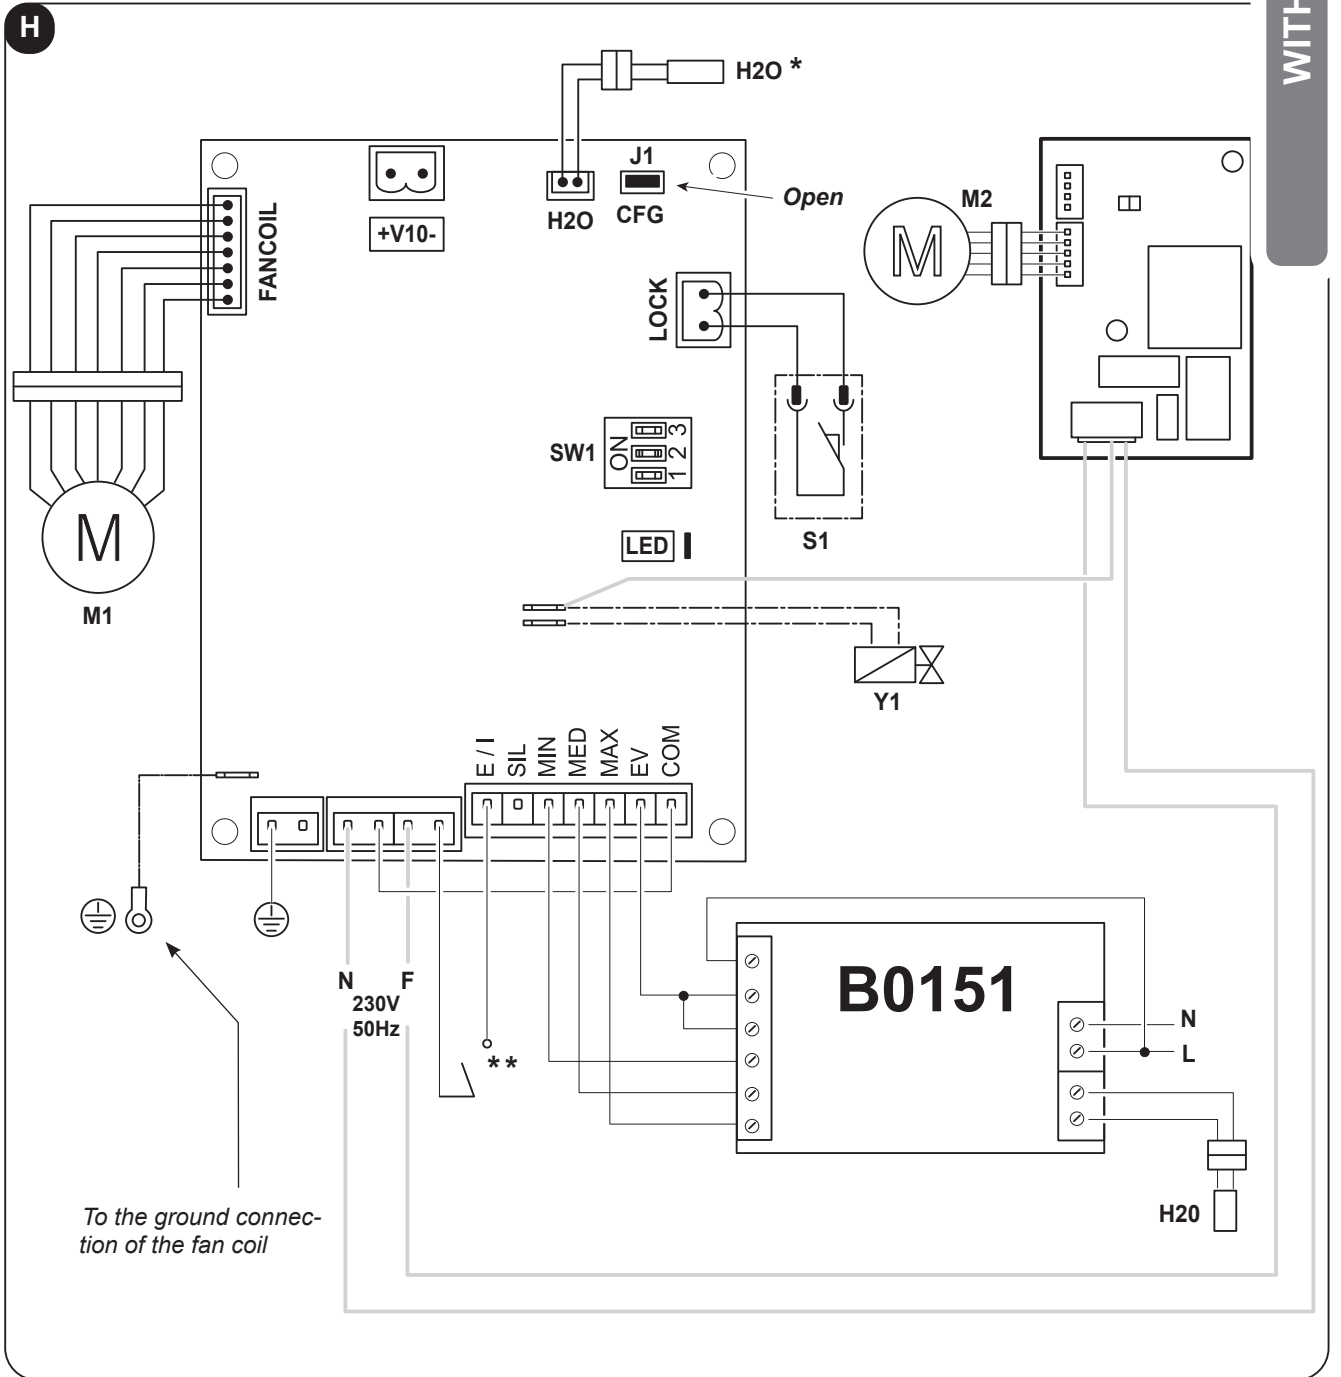 H
WITH
H2O *
J1
Open
M2
M
H2O
CFG
+V10-
FANCOIL
LOCK
SW1
ON
1 2 3
S1
LED
M
M1
Y1
E / I
SIL
MIN
MED
MAX
EV
COM
B0151
N F
230V
50Hz
**
N
L
H20
To the ground connec-
tion of the fan coil